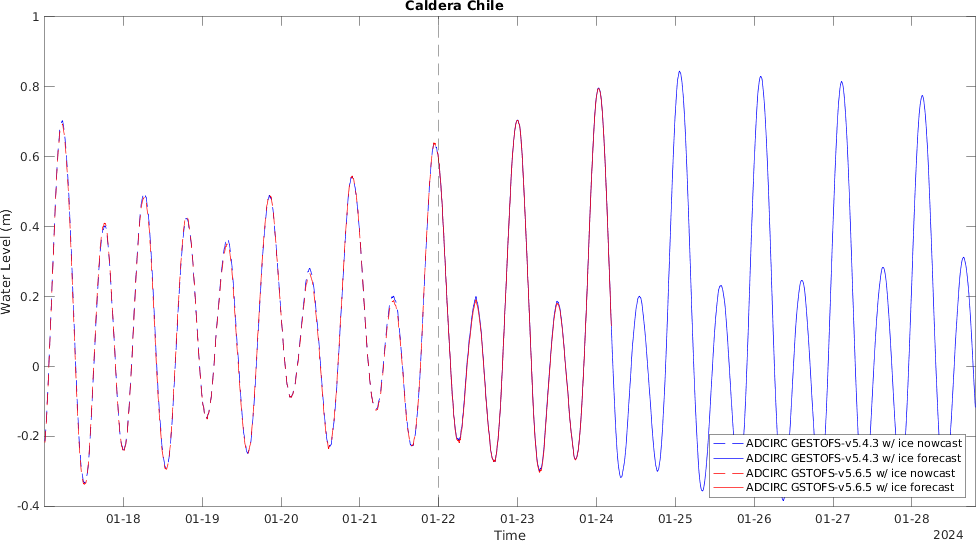 Caldera Chile
1
0.8
0.6
0.4
0.2
0
-0.2
-0.4
Water Level (m)
ADCIRC GESTOFS-v5.4.3 w/ ice nowcast
ADCIRC GESTOFS-v5.4.3 w/ ice forecast
ADCIRC GSTOFS-v5.6.5 w/ ice nowcast
ADCIRC GSTOFS-v5.6.5 w/ ice forecast
01-18 01-19 01-20 01-21 01-22 01-23 01-24 01-25 01-26 01-27 01-28
Time
2024